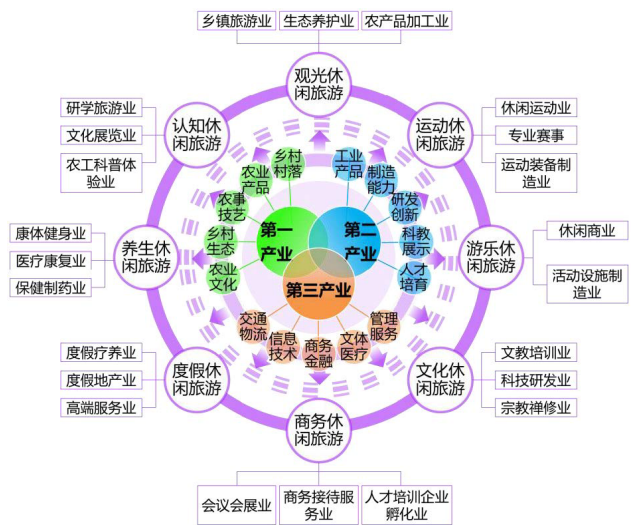 乡镇旅游业
生态养护业
农产品加工业
观光休
闲旅游
研学旅游业
文化展览业
农工科普体
验业
认知休
闲旅游
运动休
闲旅游
休闲运动业
专业赛事
运动装备制
造业
乡村
村落
农业
产品
农事
技艺
乡村
生态
农业
文化
工业
产品
制造
能力
研发
创新
科教
展示
人才
培育
第一
产业
第二
产业
第三产业
康体健身业
医疗康复业
保健制药业
养生休
闲旅游
游乐休
闲旅游
休闲商业
活动设施制
造业
交通
物流
信息
技术
商务
金融
文体
医疗
管理
服务
度假疗养业
度假地产业
高端服务业
度假休
闲旅游
文化休
闲旅游
文教培训业
科技研发业
宗教禅修业
商务休
闲旅游
会议会展业
商务接待服
务业
人才培训企业
孵化业